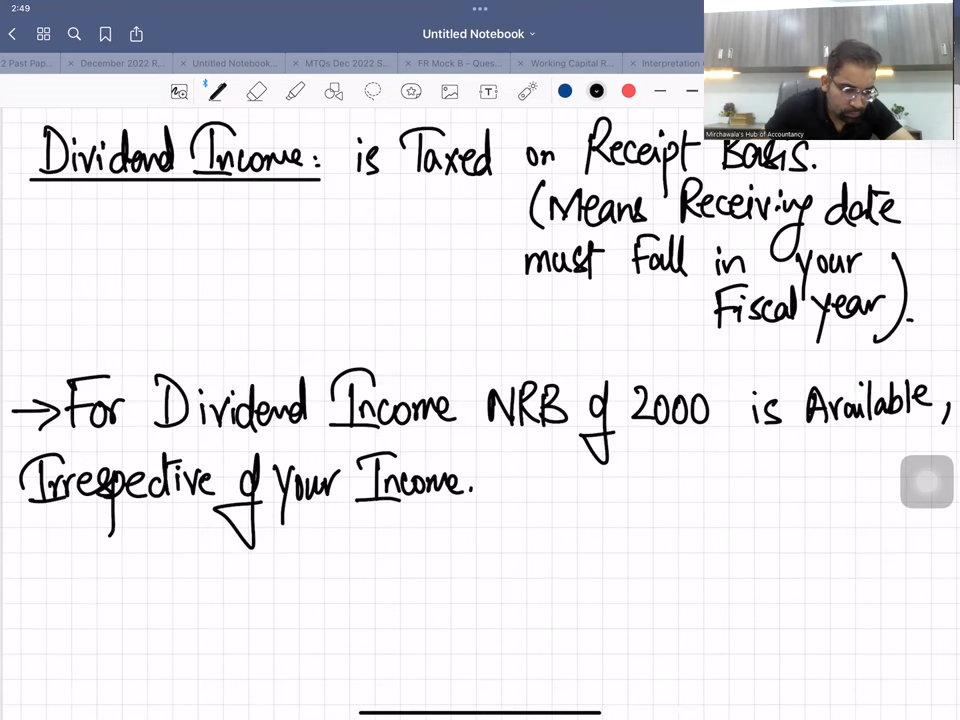 2:49
Untitled Notebook
2 Past Pap...
December 2022 R...
Untitled Notebook...
MTQs Dec 2022 S...
FR Mock B - Ques...
Working Capital R...
Interpretation
Mirchawala's Hub of Accountancy
Dividend Income: is Taxed on Receipt Basis.
(Means Receiving date
must Fall in your
Fiscal year).
→ For Dividend Income NRB of 2000 is Available,
Irrespective of your Income.